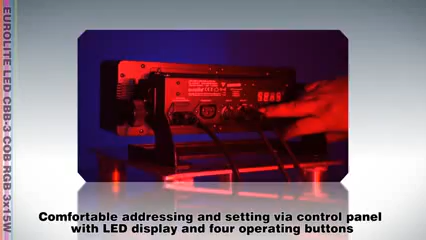 EUROLITE LED CBB-3 COB RGB 3x15W
Comfortable addressing and setting via control panel
with LED display and four operating buttons